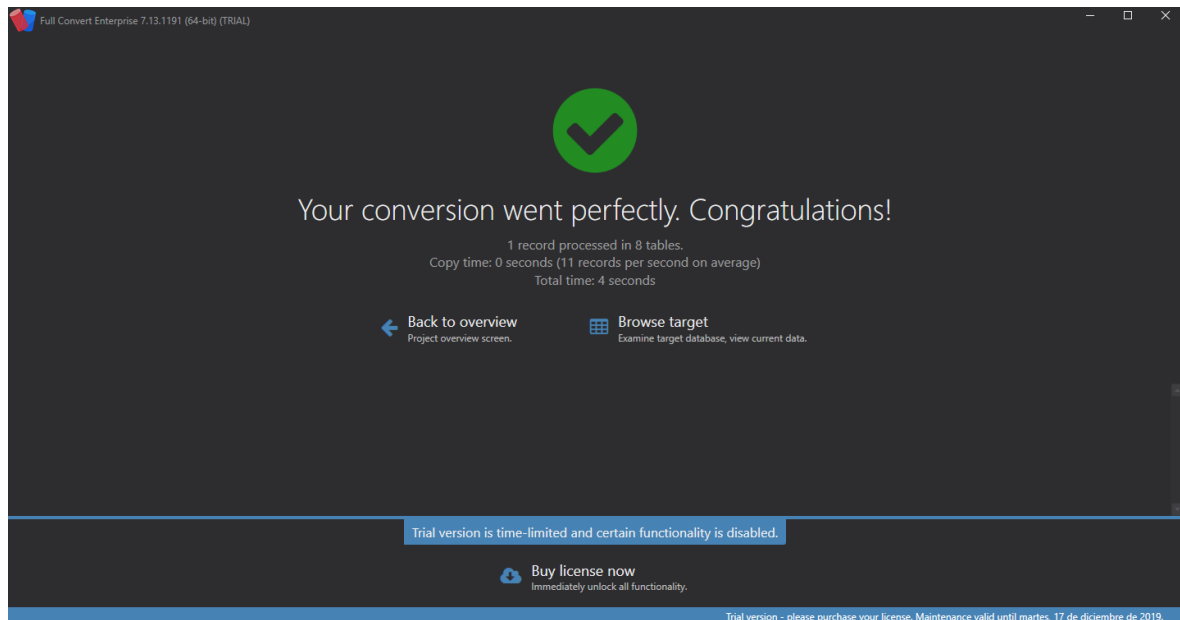 Full Convert Enterprise 7.13.1191 (64-bit) (TRIAL)
Your conversion went perfectly. Congratulations!
1 record processed in 8 tables.
Copy time: 0 seconds (11 records per second on average)
Total time: 4 seconds
Back to overview
Project overview screen.
Browse target
Examine target database, view current data.
Trial version is time-limited and certain functionality is disabled.
Buy license now
Immediately unlock all functionality.
Trial version - please purchase your license. Maintenance valid until martes, 17 de diciembre de 2019.